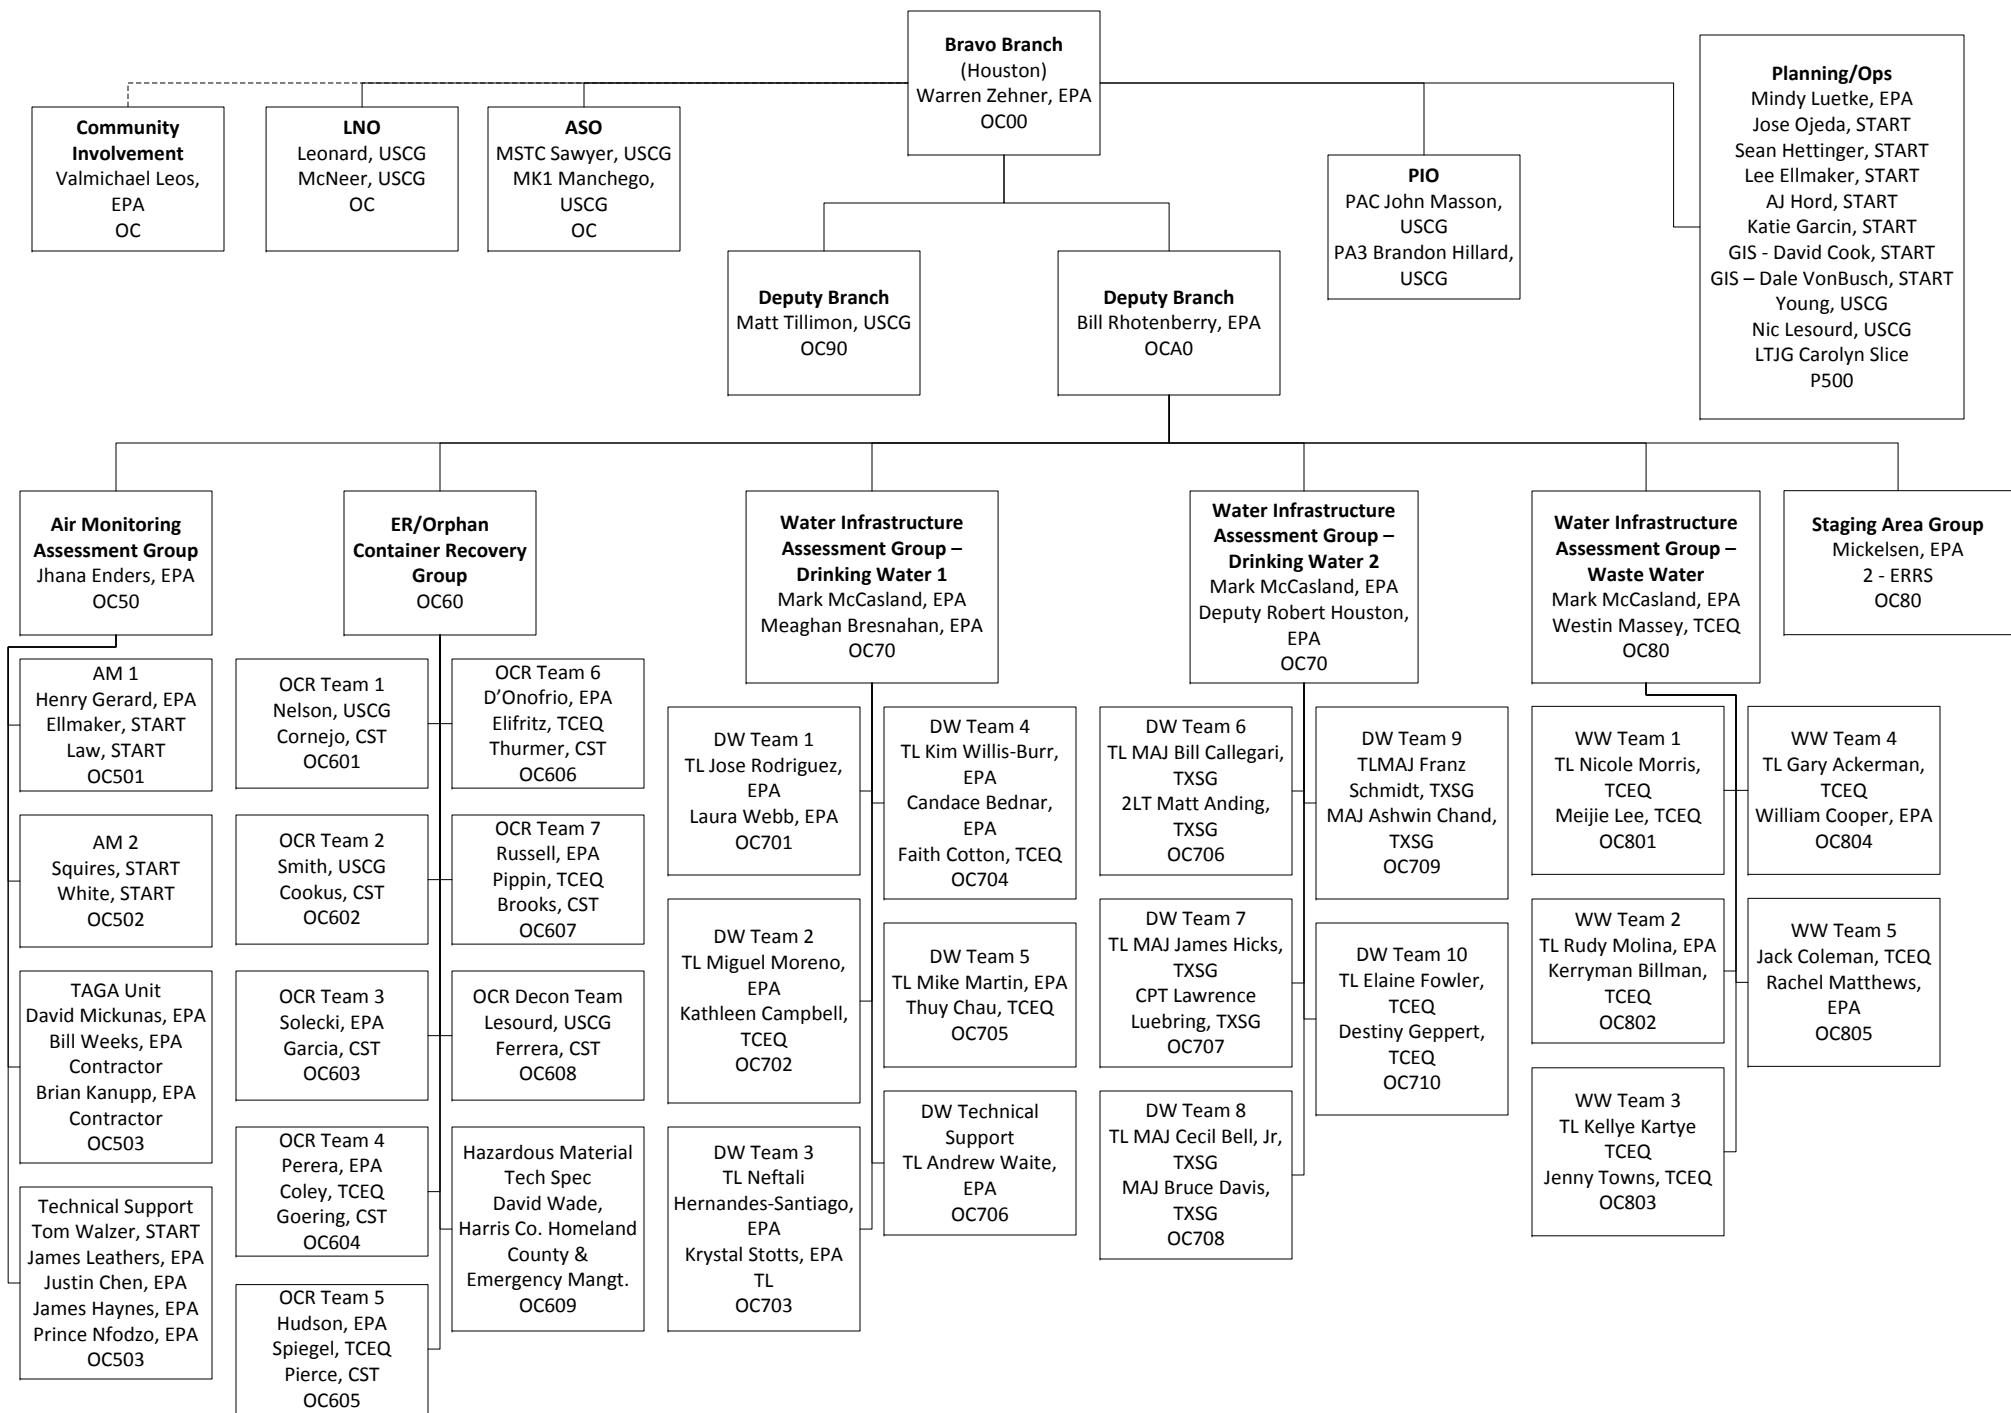 Bravo Branch
(Houston)
Warren Zehner, EPA
OC00
Planning/Ops
Mindy Luetke, EPA
Jose Ojeda, START
Sean Hettinger, START
Lee Ellmaker, START
AJ Hord, START
Katie Garcin, START
GIS - David Cook, START
GIS – Dale VonBusch, START
Young, USCG
Nic Lesourd, USCG
LTJG Carolyn Slice
P500
Community
Involvement
Valmichael Leos,
EPA
OC
LNO
Leonard, USCG
McNeer, USCG
OC
ASO
MSTC Sawyer, USCG
MK1 Manchego,
USCG
OC
PIO
PAC John Masson,
USCG
PA3 Brandon Hillard,
USCG
Deputy Branch
Matt Tillimon, USCG
OC90
Deputy Branch
Bill Rhotenberry, EPA
OCA0
Air Monitoring
Assessment Group
Jhana Enders, EPA
OC50
ER/Orphan
Container Recovery
Group
OC60
Water Infrastructure
Assessment Group –
Drinking Water 1
Mark McCasland, EPA
Meaghan Bresnahan, EPA
OC70
Water Infrastructure
Assessment Group –
Drinking Water 2
Mark McCasland, EPA
Deputy Robert Houston,
EPA
OC70
Water Infrastructure
Assessment Group –
Waste Water
Mark McCasland, EPA
Westin Massey, TCEQ
OC80
Staging Area Group
Mickelsen, EPA
2 - ERRS
OC80
AM 1
Henry Gerard, EPA
Ellmaker, START
Law, START
OC501
AM 2
Squires, START
White, START
OC502
TAGA Unit
David Mickunas, EPA
Bill Weeks, EPA
Contractor
Brian Kanupp, EPA
Contractor
OC503
Technical Support
Tom Walzer, START
James Leathers, EPA
Justin Chen, EPA
James Haynes, EPA
Prince Nfodzo, EPA
OC503
OCR Team 1
Nelson, USCG
Cornejo, CST
OC601
OCR Team 2
Smith, USCG
Cookus, CST
OC602
OCR Team 3
Solecki, EPA
Garcia, CST
OC603
OCR Team 4
Perera, EPA
Coley, TCEQ
Goering, CST
OC604
OCR Team 5
Hudson, EPA
Spiegel, TCEQ
Pierce, CST
OC605
OCR Team 6
D’Onofrio, EPA
Elifritz, TCEQ
Thurmer, CST
OC606
OCR Team 7
Russell, EPA
Pippin, TCEQ
Brooks, CST
OC607
OCR Decon Team
Lesourd, USCG
Ferrera, CST
OC608
Hazardous Material
Tech Spec
David Wade,
Harris Co. Homeland
County &
Emergency Mangt.
OC609
DW Team 1
TL Jose Rodriguez,
EPA
Laura Webb, EPA
OC701
DW Team 2
TL Miguel Moreno,
EPA
Kathleen Campbell,
TCEQ
OC702
DW Team 3
TL Neftali
Hernandes-Santiago,
EPA
Krystal Stotts, EPA
TL
OC703
DW Team 4
TL Kim Willis-Burr,
EPA
Candace Bednar,
EPA
Faith Cotton, TCEQ
OC704
DW Team 5
TL Mike Martin, EPA
Thuy Chau, TCEQ
OC705
DW Technical
Support
TL Andrew Waite,
EPA
OC706
DW Team 6
TL MAJ Bill Callegari,
TXSG
2LT Matt Anding,
TXSG
OC706
DW Team 7
TL MAJ James Hicks,
TXSG
CPT Lawrence
Luebring, TXSG
OC707
DW Team 8
TL MAJ Cecil Bell, Jr,
TXSG
MAJ Bruce Davis,
TXSG
OC708
DW Team 9
TLMAJ Franz
Schmidt, TXSG
MAJ Ashwin Chand,
TXSG
OC709
DW Team 10
TL Elaine Fowler,
TCEQ
Destiny Geppert,
TCEQ
OC710
WW Team 1
TL Nicole Morris,
TCEQ
Meijie Lee, TCEQ
OC801
WW Team 2
TL Rudy Molina, EPA
Kerryman Billman,
TCEQ
OC802
WW Team 3
TL Kellye Kartye
TCEQ
Jenny Towns, TCEQ
OC803
WW Team 4
TL Gary Ackerman,
TCEQ
William Cooper, EPA
OC804
WW Team 5
Jack Coleman, TCEQ
Rachel Matthews,
EPA
OC805